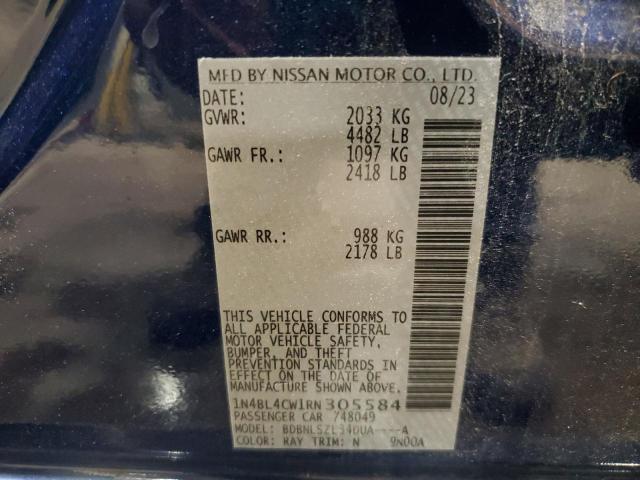 MFD BY NISSAN MOTOR CO., LTD.
DATE: 08/23
GVWR: 2033 KG
4482 LB
GAWR FR.: 1097 KG
2418 LB
GAWR RR.: 988 KG
2178 LB
THIS VEHICLE CONFORMS TO
ALL APPLICABLE FEDERAL
MOTOR VEHICLE SAFETY,
BUMPER, AND THEFT
PREVENTION STANDARDS IN
EFFECT ON THE DATE OF
MANUFACTURE SHOWN ABOVE.
1N4BL4CW1RN305584
PASSENGER CAR 748049
MODEL: A
COLOR: RAY TRIM: N 9N00A